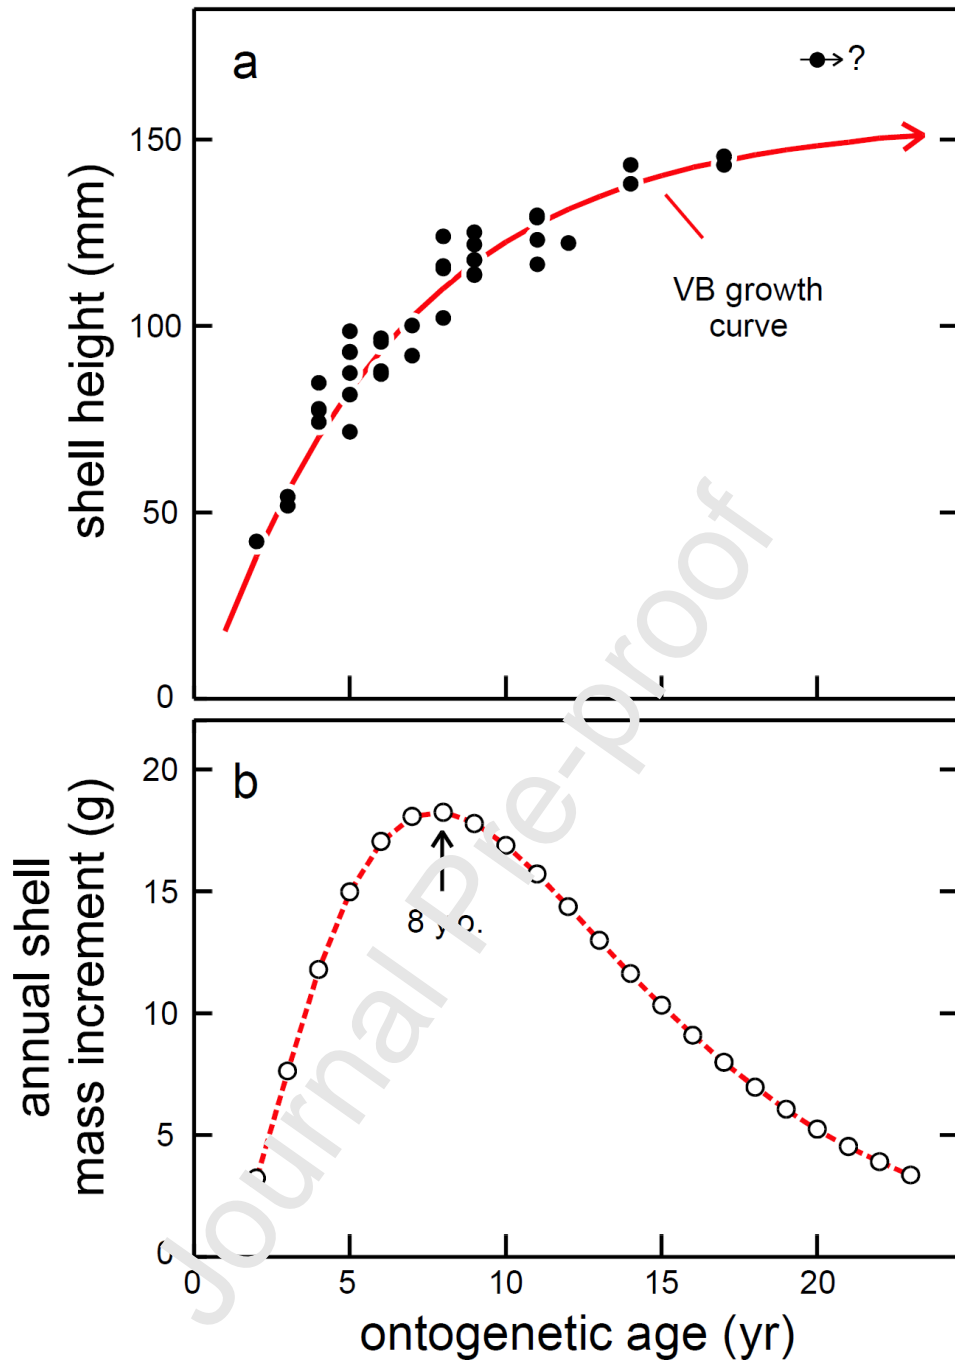 a
?
150
100
50
0
shell height (mm)
VB growth
curve
b
20
15
10
5
0
8 y.o.
annual shell
mass increment (g)
0 5 10 15 20
ontogenetic age (yr)
Journal Pre-proof